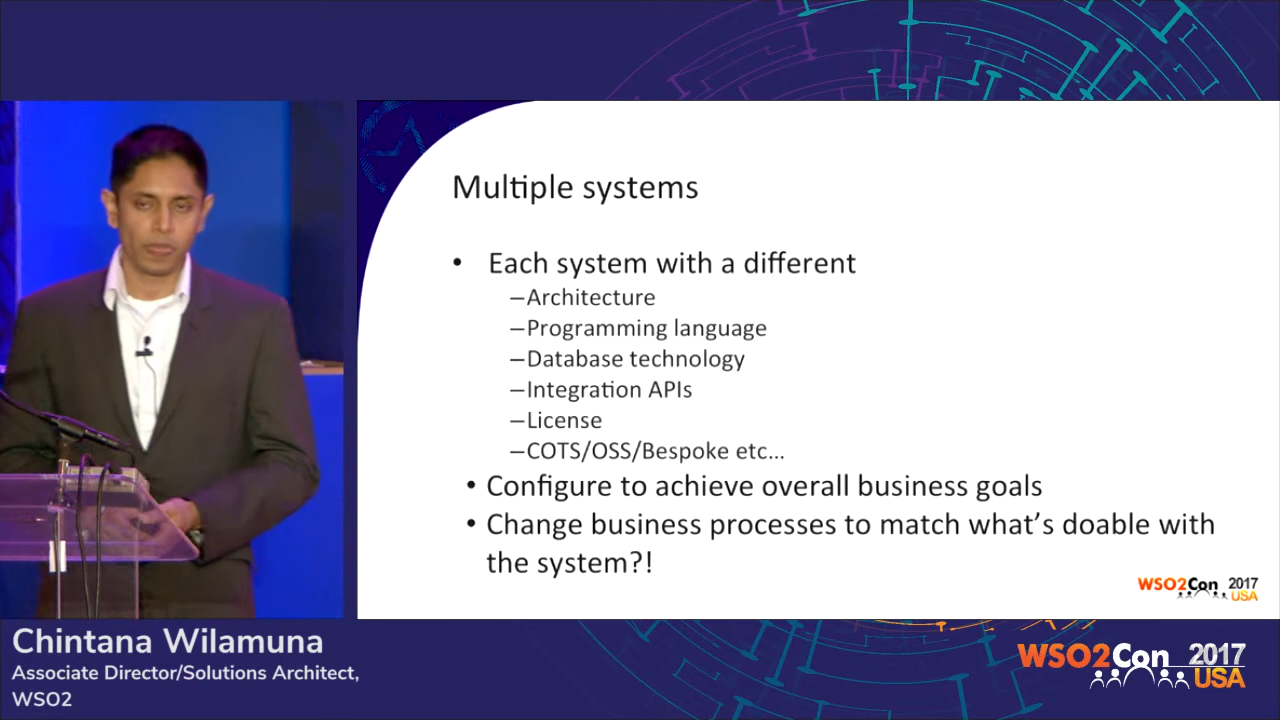 Multiple systems
• Each system with a different
–Architecture
–Programming language
–Database technology
–Integration APIs
–License
–COTS/OSS/Bespoke etc...
• Configure to achieve overall business goals
• Change business processes to match what's doable with
the system?!
WSO2Con 2017
USA
Chintana Wilamuna
Associate Director/Solutions Architect,
WSO2
WSO2Con 2017
USA